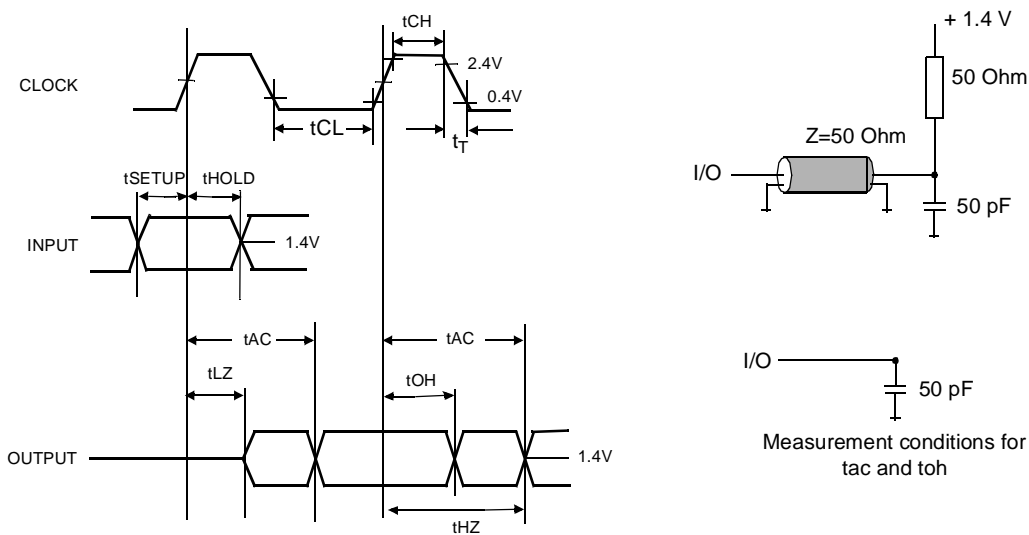 tCH
CLOCK
2.4V
0.4V
tCL
tT
tSETUP
tHOLD
INPUT
1.4V
tAC
tAC
tLZ
tOH
OUTPUT
1.4V
tHZ
+ 1.4 V
50 Ohm
Z=50 Ohm
I/O
50 pF
I/O
50 pF
Measurement conditions for
tac and toh